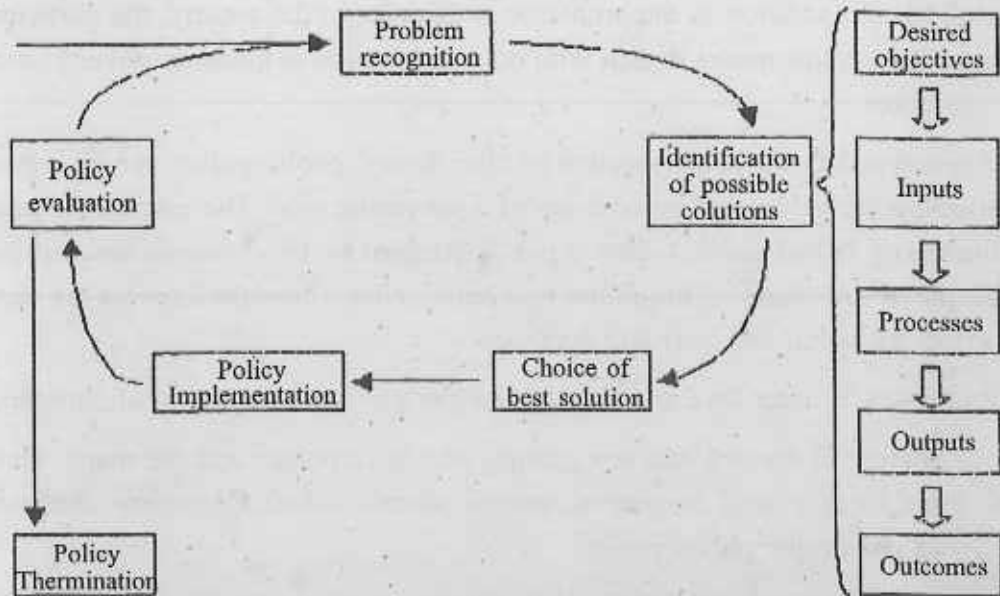 Problem
recognition
Desired
objectives
Policy
evaluation
Identification
of possible
colutions
Inputs
Processes
Policy
Implementation
Choice of
best solution
Outputs
Policy
Thermination
Outcomes